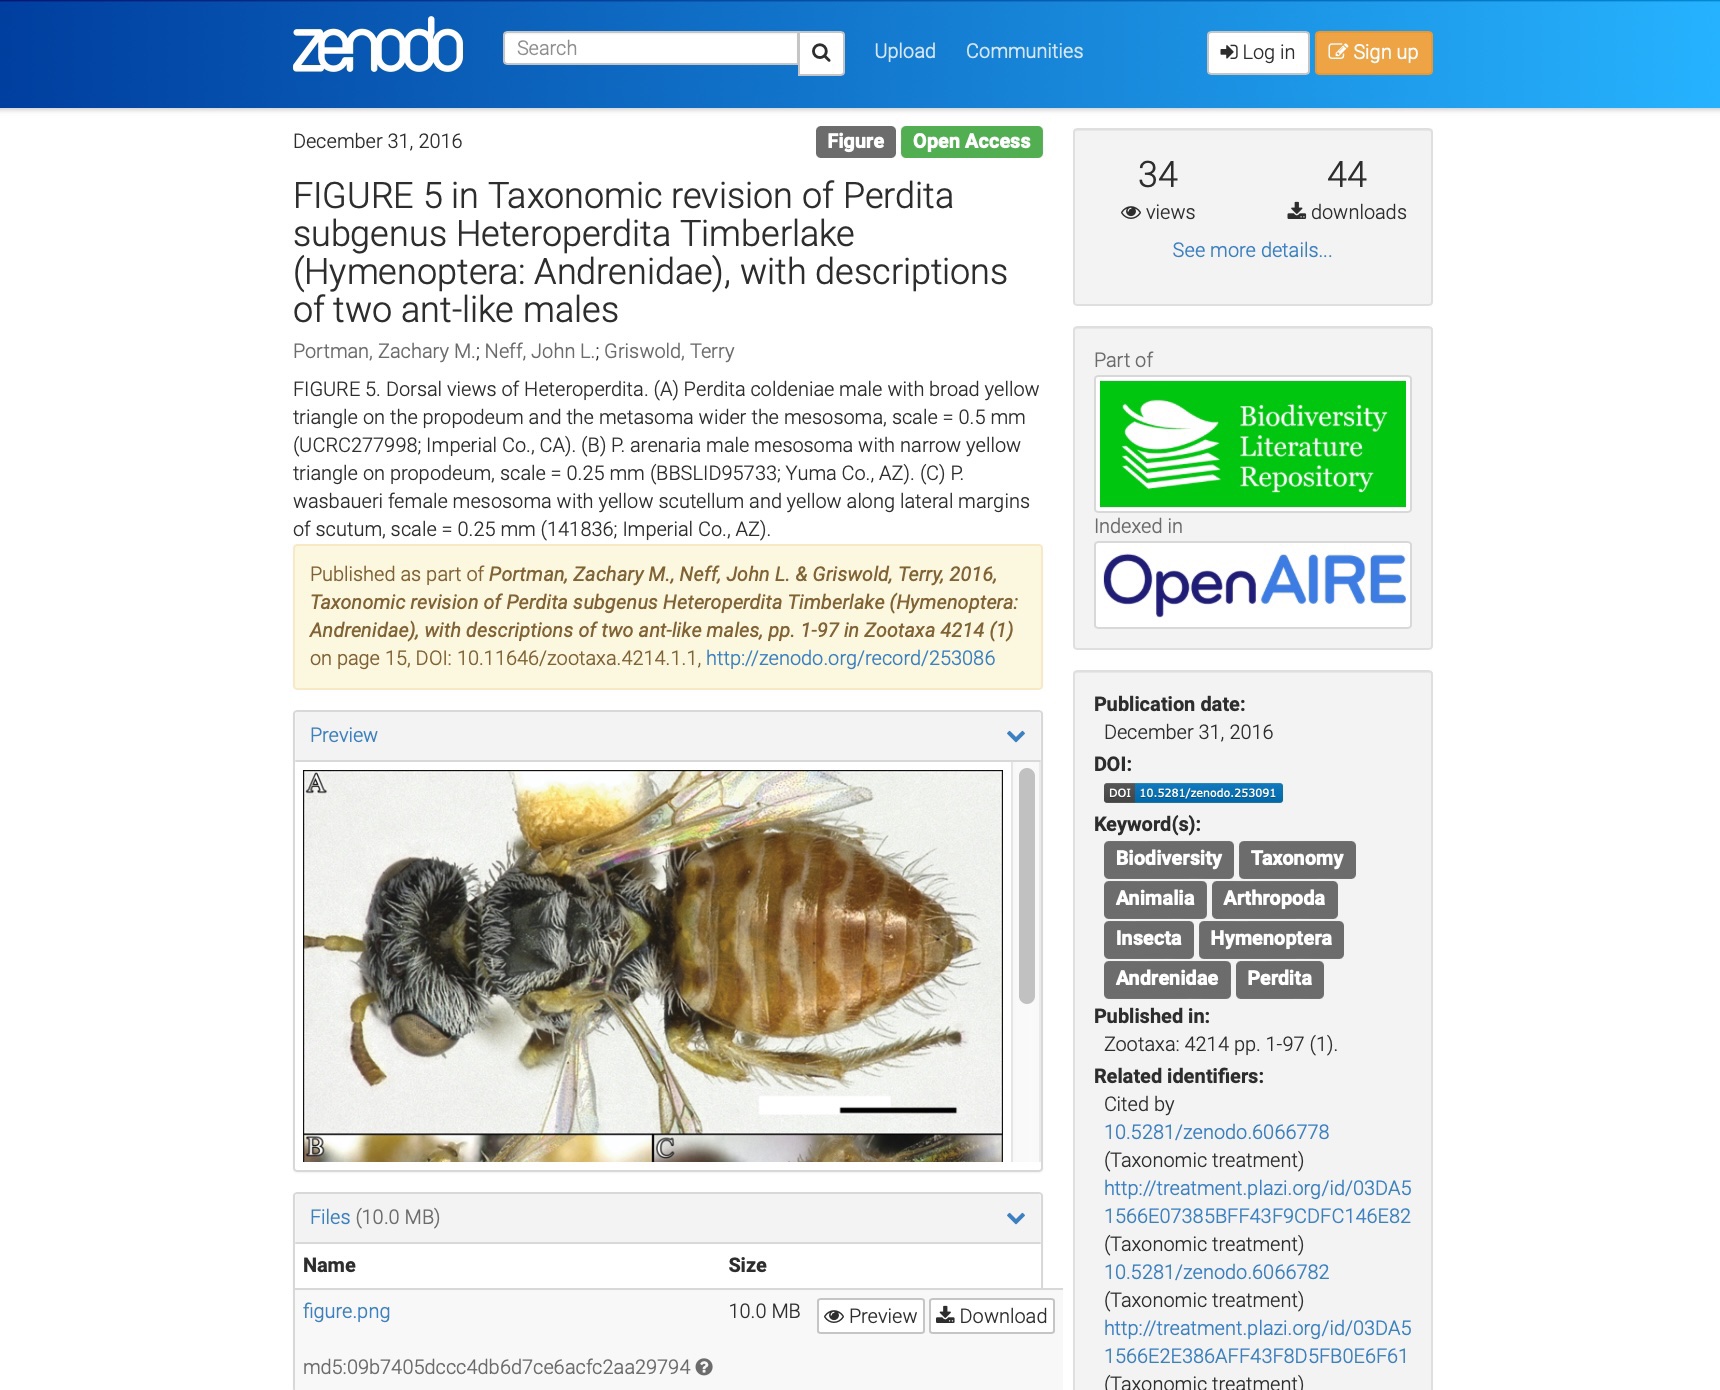 zenodo
Search
Upload
Communities
Log in
Sign up
December 31, 2016
Figure
Open Access
FIGURE 5 in Taxonomic revision of Perdita
subgenus Heteroperdita Timberlake
(Hymenoptera: Andrenidae), with descriptions
of two ant-like males
Portman, Zachary M.; Neff, John L.; Griswold, Terry
FIGURE 5. Dorsal views of Heteroperdita. (A) Perdita coldeniae male with broad yellow
triangle on the propodeum and the metasoma wider the mesosoma, scale = 0.5 mm
(UCRC277998; Imperial Co., CA). (B) P. arenaria male mesosoma with narrow yellow
triangle on propodeum, scale = 0.25 mm (BBSLID95733; Yuma Co., AZ). (C) P.
wasbaueri female mesosoma with yellow scutellum and yellow along lateral margins
of scutum, scale = 0.25 mm (141836; Imperial Co., AZ).
Published as part of Portman, Zachary M., Neff, John L. & Griswold, Terry, 2016,
Taxonomic revision of Perdita subgenus Heteroperdita Timberlake (Hymenoptera:
Andrenidae), with descriptions of two ant-like males, pp. 1-97 in Zootaxa 4214 (1)
on page 15, DOI: 10.11646/zootaxa.4214.1.1, http://zenodo.org/record/253086
Preview
A
B
C
Files (10.0 MB)
Name Size
figure.png 10.0 MB Preview Download
md5:09b7405dccc4db6d7ce6acfc2aa29794
34 44
views downloads
See more details...
Part of
Biodiversity
Literature
Repository
Indexed in
OpenAIRE
Publication date:
December 31, 2016
DOI:
DOI 10.5281/zenodo.253091
Keyword(s):
Biodiversity Taxonomy
Animalia Arthropoda
Insecta Hymenoptera
Andrenidae Perdita
Published in:
Zootaxa: 4214 pp. 1-97 (1).
Related identifiers:
Cited by
10.5281/zenodo.6066778
(Taxonomic treatment)
http://treatment.plazi.org/id/03DA5
1566E07385BFF43F9CDFC146E82
(Taxonomic treatment)
10.5281/zenodo.6066782
(Taxonomic treatment)
http://treatment.plazi.org/id/03DA5
1566E2E386AFF43F8D5FB0E6F61
(Taxonomic treatment)